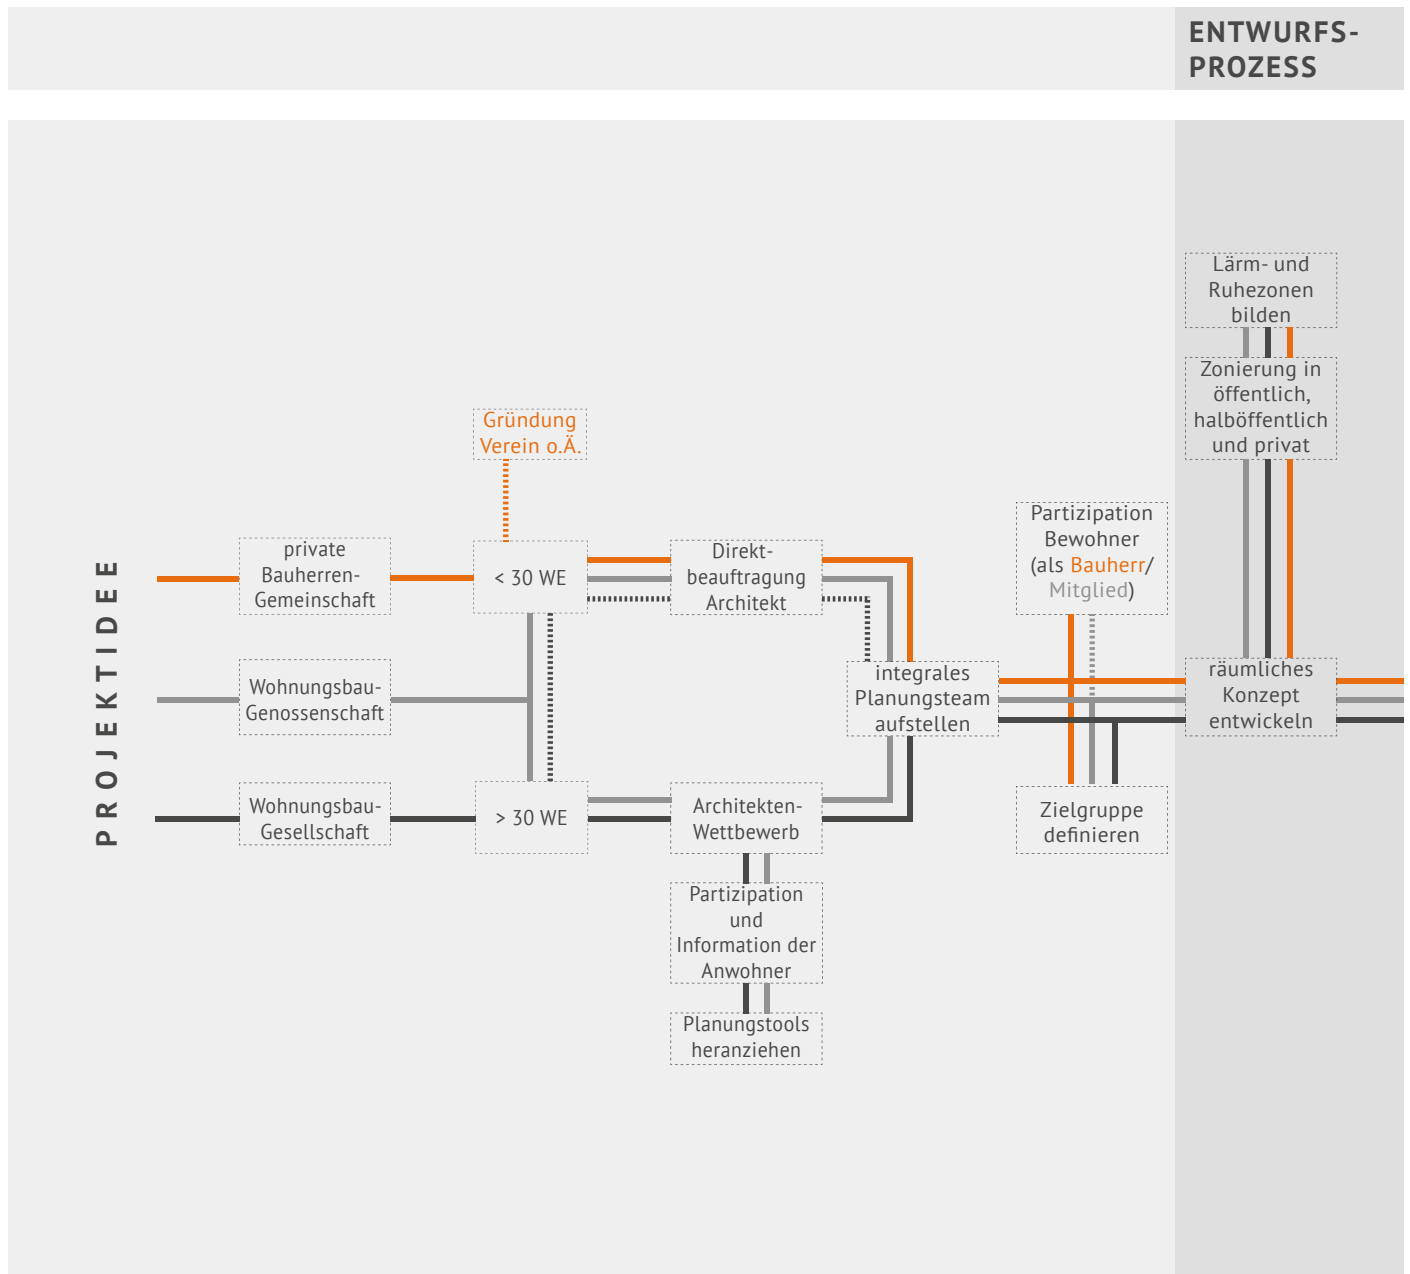 ENTWURFS-
PROZESS
PROJEKTIDEE
private
Bauherren-
Gemeinschaft
Wohnungsbau-
Genossenschaft
Wohnungsbau-
Gesellschaft
Gründung
Verein o.Ä.
< 30 WE
> 30 WE
Direkt-
beauftragung
Architekt
Architekten-
Wettbewerb
Partizipation
und
Information der
Anwohner
Planungstools
heranziehen
integrales
Planungsteam
aufstellen
Partizipation
Bewohner
(als Bauherr/
Mitglied)
Zielgruppe
definieren
Lärm- und
Ruhezonen
bilden
Zonierung in
öffentlich,
halböffentlich
und privat
räumliches
Konzept
entwickeln